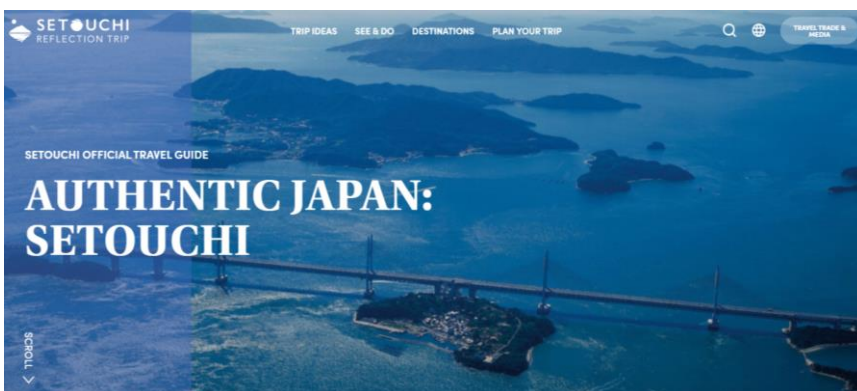 SETOUCHI
REFLECTION TRIP
TRIP IDEAS SEE & DO DESTINATIONS PLAN YOUR TRIP
TRAVEL TRADE &
MEDIA
SETOUCHI OFFICIAL TRAVEL GUIDE
AUTHENTIC JAPAN:
SETOUCHI
SCROLL